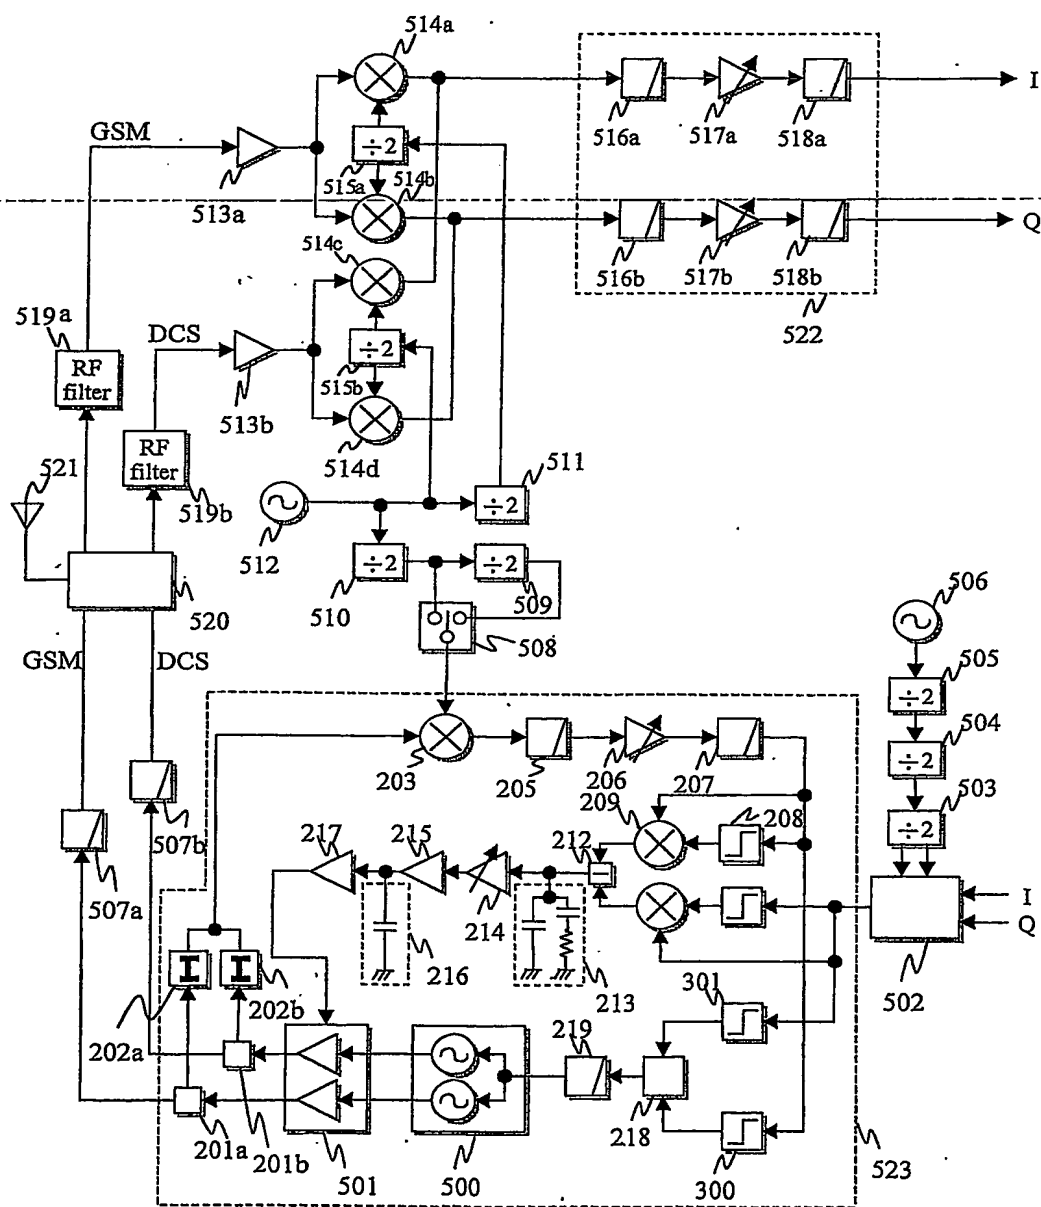 514a
I
516a
517a
518a
GSM
÷2
515a
514b
513a
Q
514c
516b
517b
518b
522
519a
DCS
RF
filter
÷2
515b
513b
514d
RF
filter
521
519b
511
÷2
512
÷2
÷2
510
509
506
520
508
505
÷2
GSM
DCS
504
÷2
203
205
206
207
503
÷2
209
208
507b
217
215
212
507a
214
I
Q
216
213
502
301
202b
202a
219
218
201a
201b
501
500
300
523